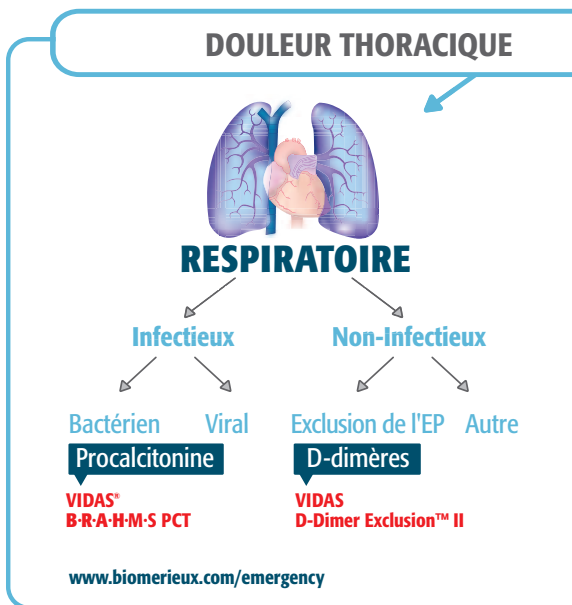 DOULEUR THORACIQUE
RESPIRATOIRE
Infectieux
Non-Infectieux
Bactérien
Viral
Exclusion de l'EP
Autre
Procalcitonine
D-dimères
VIDAS®
B·R·A·H·M·S PCT
VIDAS
D-Dimer Exclusion™ II
www.biomerieux.com/emergency